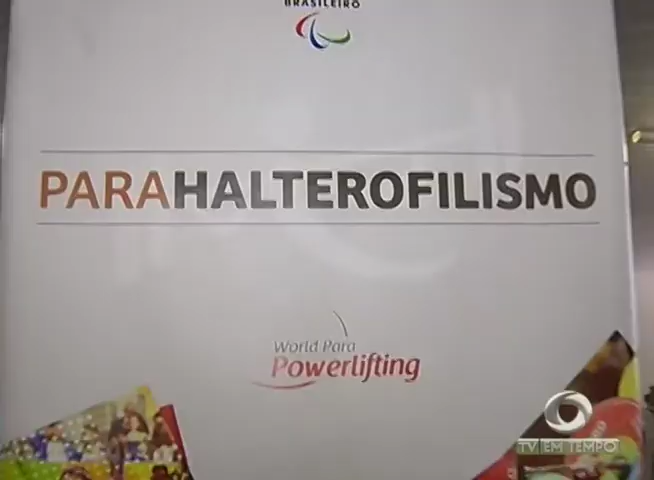 BRASILEIRO
PARAHALTEROFILISMO
World Para
Powerlifting
TV EM TEMPO